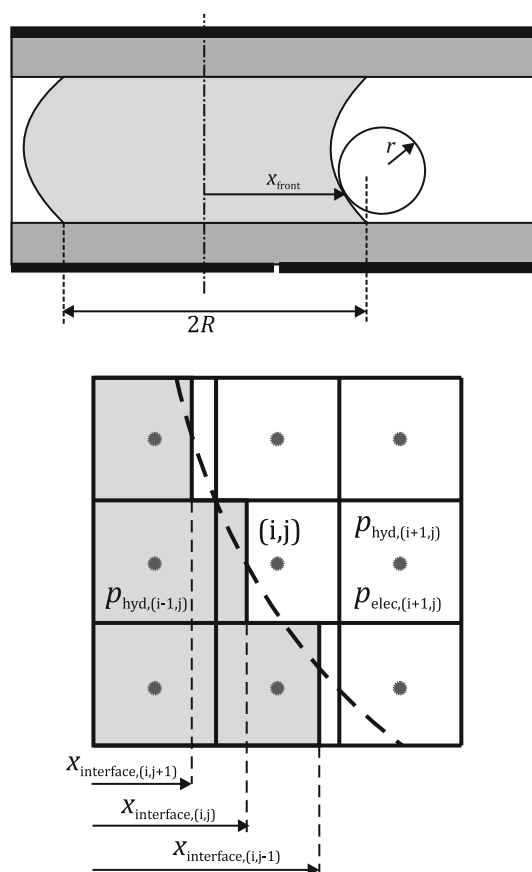 r
x_front
2R
(i,j)
p_hyd,(i+1,j)
p_hyd,(i-1,j)
p_elec,(i+1,j)
x_interface,(i,j+1)
x_interface,(i,j)
x_interface,(i,j-1)